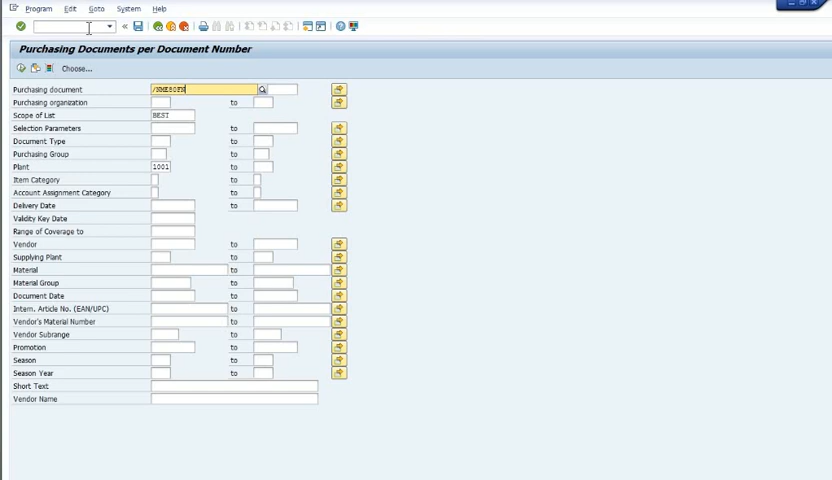 Program Edit Goto System Help
Purchasing Documents per Document Number
Choose...
Purchasing document /NME80FN
Purchasing organization to
Scope of List BEST
Selection Parameters
Document Type to
Purchasing Group to
Plant 1001 to
Item Category to
Account Assignment Category to
Delivery Date to
Validity Key Date
Range of Coverage to
Vendor to
Supplying Plant to
Material to
Material Group to
Document Date to
Intern. Article No. (EAN/UPC) to
Vendor's Material Number to
Vendor Subrange to
Promotion to
Season to
Season Year to
Short Text
Vendor Name